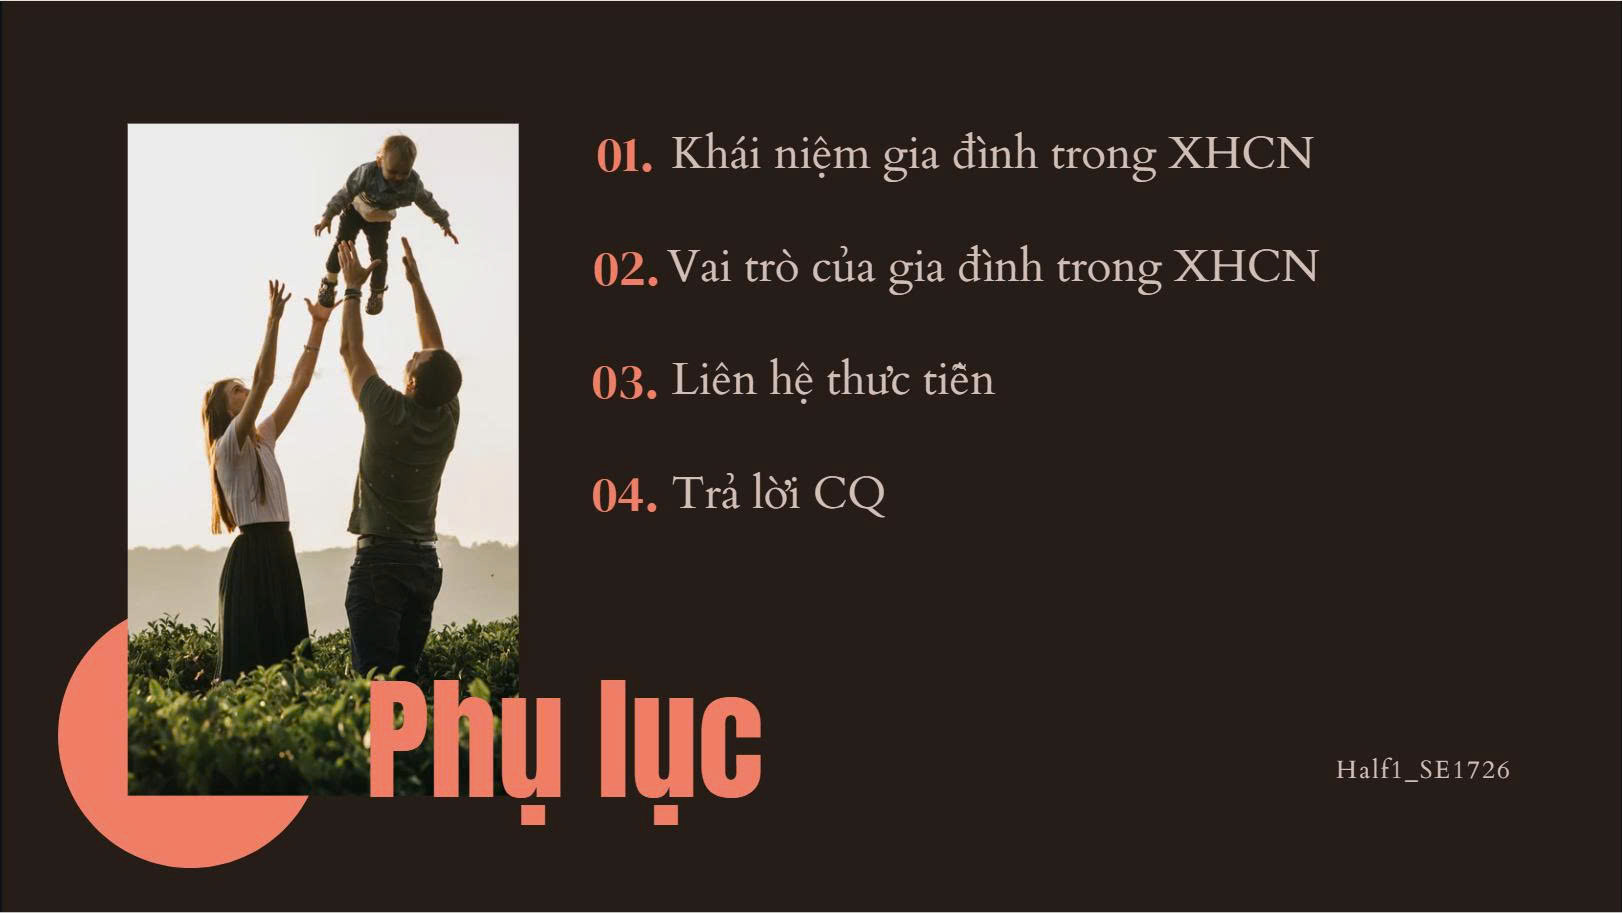 01. Khái niệm gia đình trong XHCN
02. Vai trò của gia đình trong XHCN
03. Liên hệ thưc tiễn
04. Trả lời CQ
Phụ lục
Half1_SE1726